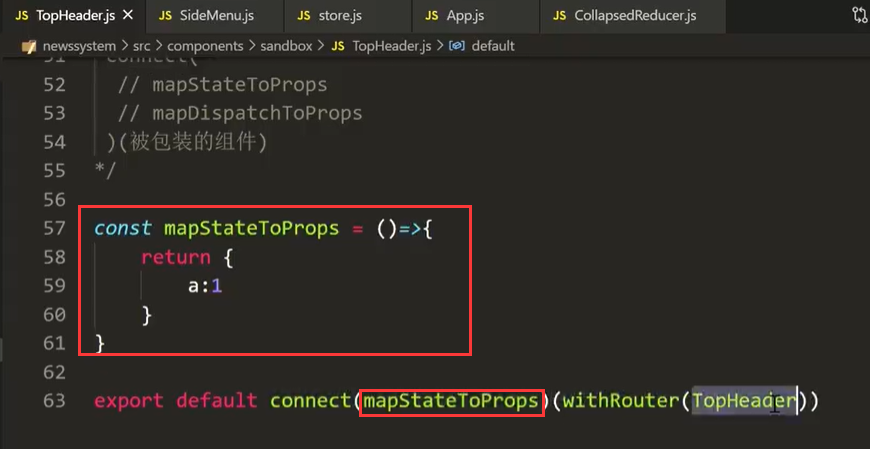 JS TopHeader.js × JS SideMenu.js JS store.js JS App.js JS CollapsedReducer.js
newssystem > src > components > sandbox > JS TopHeader.js > default
51 connect(
52 // mapStateToProps
53 // mapDispatchToProps
54 )(被包装的组件)
55 */
56
57 const mapStateToProps = ()=>{
58 return {
59 a:1
60 }
61 }
62
63 export default connect(mapStateToProps)(withRouter(TopHeader))